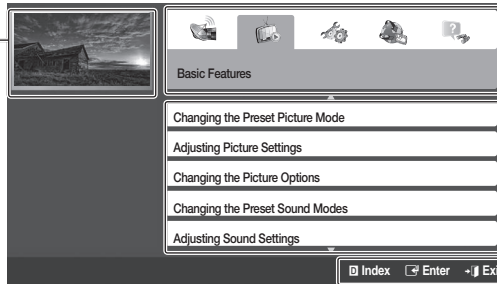 Basic Features
Changing the Preset Picture Mode
Adjusting Picture Settings
Changing the Picture Options
Changing the Preset Sound Modes
Adjusting Sound Settings
D Index Enter Exi